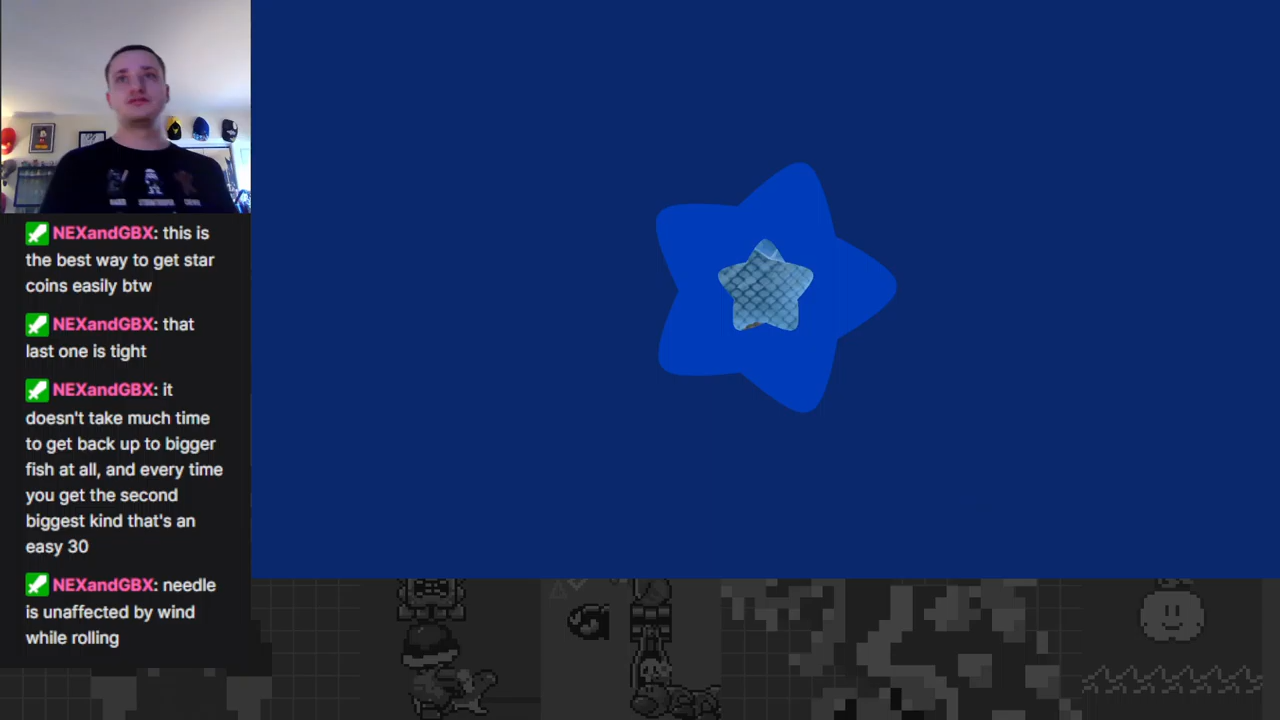 NEXandGBX: this is
the best way to get star
coins easily btw
NEXandGBX: that
last one is tight
NEXandGBX: it
doesn't take much time
to get back up to bigger
fish at all, and every time
you get the second
biggest kind that's an
easy 30
NEXandGBX: needle
is unaffected by wind
while rolling